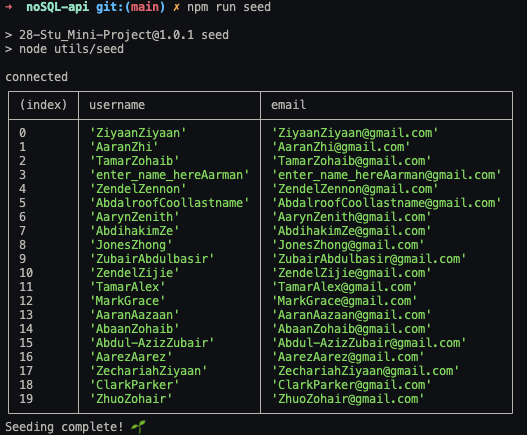 → noSQL-api git:(main) ✗ npm run seed
> 28-Stu_Mini-Project@1.0.1 seed
> node utils/seed
connected
(index) username email
0 'ZiyaanZiyaan' 'ZiyaanZiyaan@gmail.com'
1 'AaranZhi' 'AaranZhi@gmail.com'
2 'TamarZohaib' 'TamarZohaib@gmail.com'
3 'enter_name_hereAarman' 'enter_name_hereAarman@gmail.com'
4 'ZendelZennon' 'ZendelZennon@gmail.com'
5 'AbdalroofCoollastname' 'AbdalroofCoollastname@gmail.com'
6 'AarynZenith' 'AarynZenith@gmail.com'
7 'AbdihakimZe' 'AbdihakimZe@gmail.com'
8 'JonesZhong' 'JonesZhong@gmail.com'
9 'ZubairAbdulbasir' 'ZubairAbdulbasir@gmail.com'
10 'ZendelZijie' 'ZendelZijie@gmail.com'
11 'TamarAlex' 'TamarAlex@gmail.com'
12 'MarkGrace' 'MarkGrace@gmail.com'
13 'AaranAazaan' 'AaranAazaan@gmail.com'
14 'AbaanZohaib' 'AbaanZohaib@gmail.com'
15 'Abdul-AzizZubair' 'Abdul-AzizZubair@gmail.com'
16 'AarezAarez' 'AarezAarez@gmail.com'
17 'ZechariahZiyaan' 'ZechariahZiyaan@gmail.com'
18 'ClarkParker' 'ClarkParker@gmail.com'
19 'ZhuoZohair' 'ZhuoZohair@gmail.com'
Seeding complete! 🌱